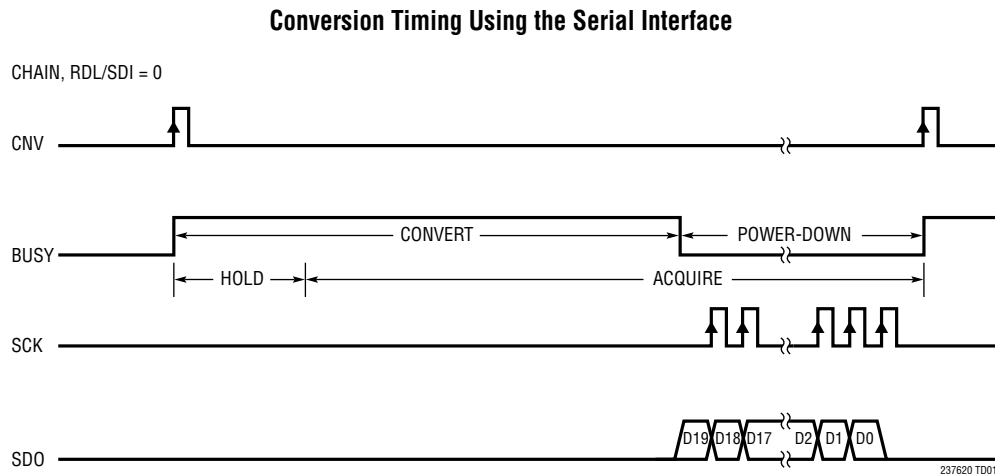 Conversion Timing Using the Serial Interface
CHAIN, RDL/SDI = 0
CNV
BUSY
CONVERT
POWER-DOWN
HOLD
ACQUIRE
SCK
SDO
D19 D18 D17 D2 D1 D0
237620 TD01